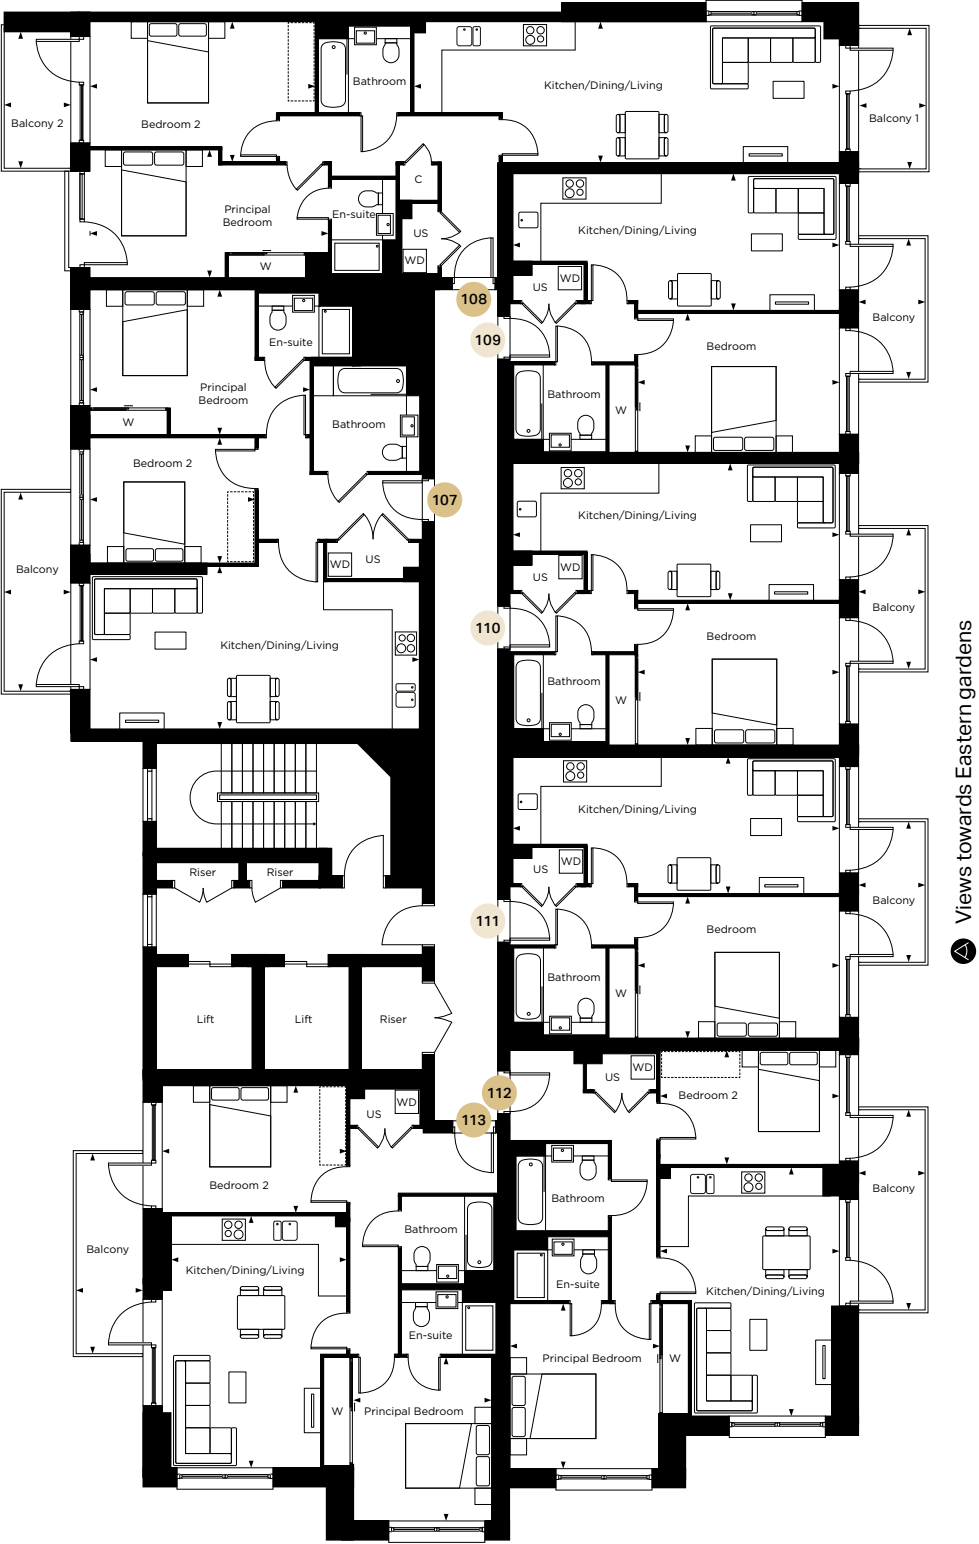 Balcony 2
Bedroom 2
Bathroom
Kitchen/Dining/Living
Balcony 1
Principal
Bedroom
W
En-suite
C
US
WD
108
Kitchen/Dining/Living
US
WD
109
Bathroom
W
Bedroom
Balcony
Principal
Bedroom
W
En-suite
Bathroom
Bedroom 2
107
WD
US
Balcony
Kitchen/Dining/Living
Kitchen/Dining/Living
US
WD
110
Bathroom
W
Bedroom
Balcony
Kitchen/Dining/Living
US
WD
111
Bathroom
W
Bedroom
Balcony
Views towards Eastern gardens
Riser
Riser
Lift
Lift
Riser
112
US
WD
Bedroom 2
Bathroom
En-suite
Kitchen/Dining/Living
Principal Bedroom
W
Balcony
113
US
WD
Bedroom 2
Balcony
Kitchen/Dining/Living
Bathroom
En-suite
W
Principal Bedroom